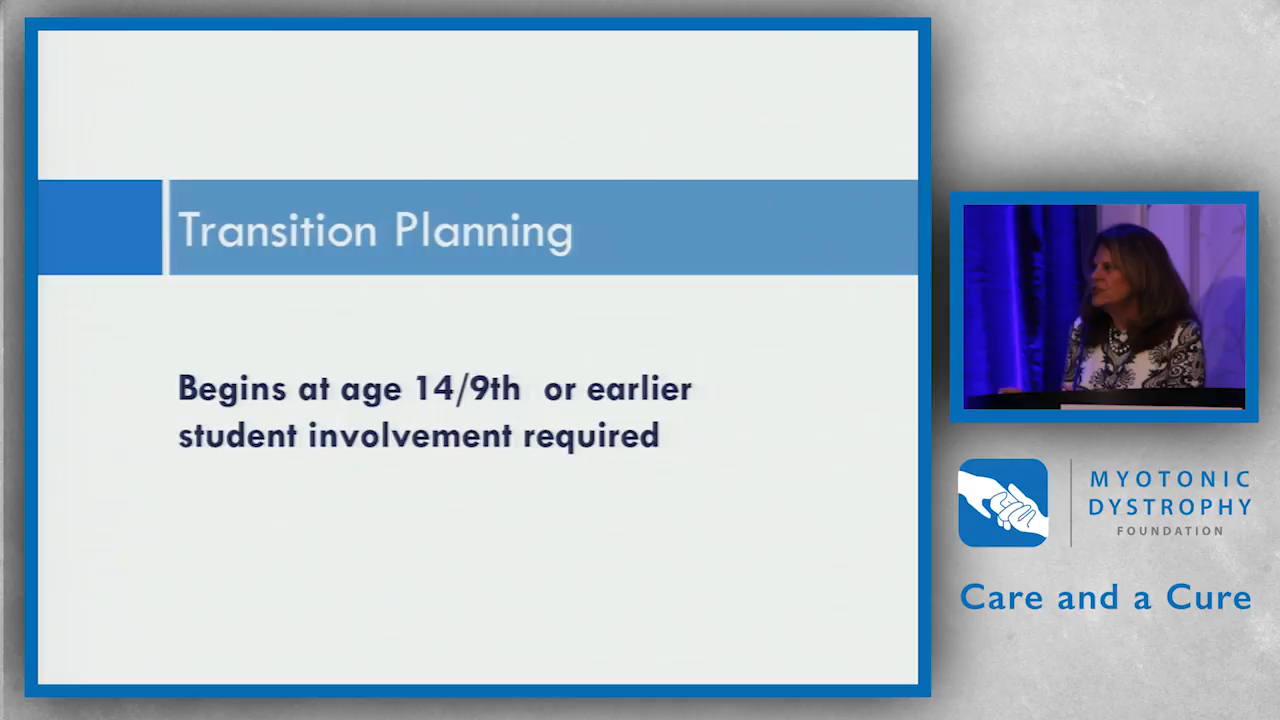 Transition Planning
Begins at age 14/9th or earlier
student involvement required
MYOTONIC
DYSTROPHY
FOUNDATION
Care and a Cure